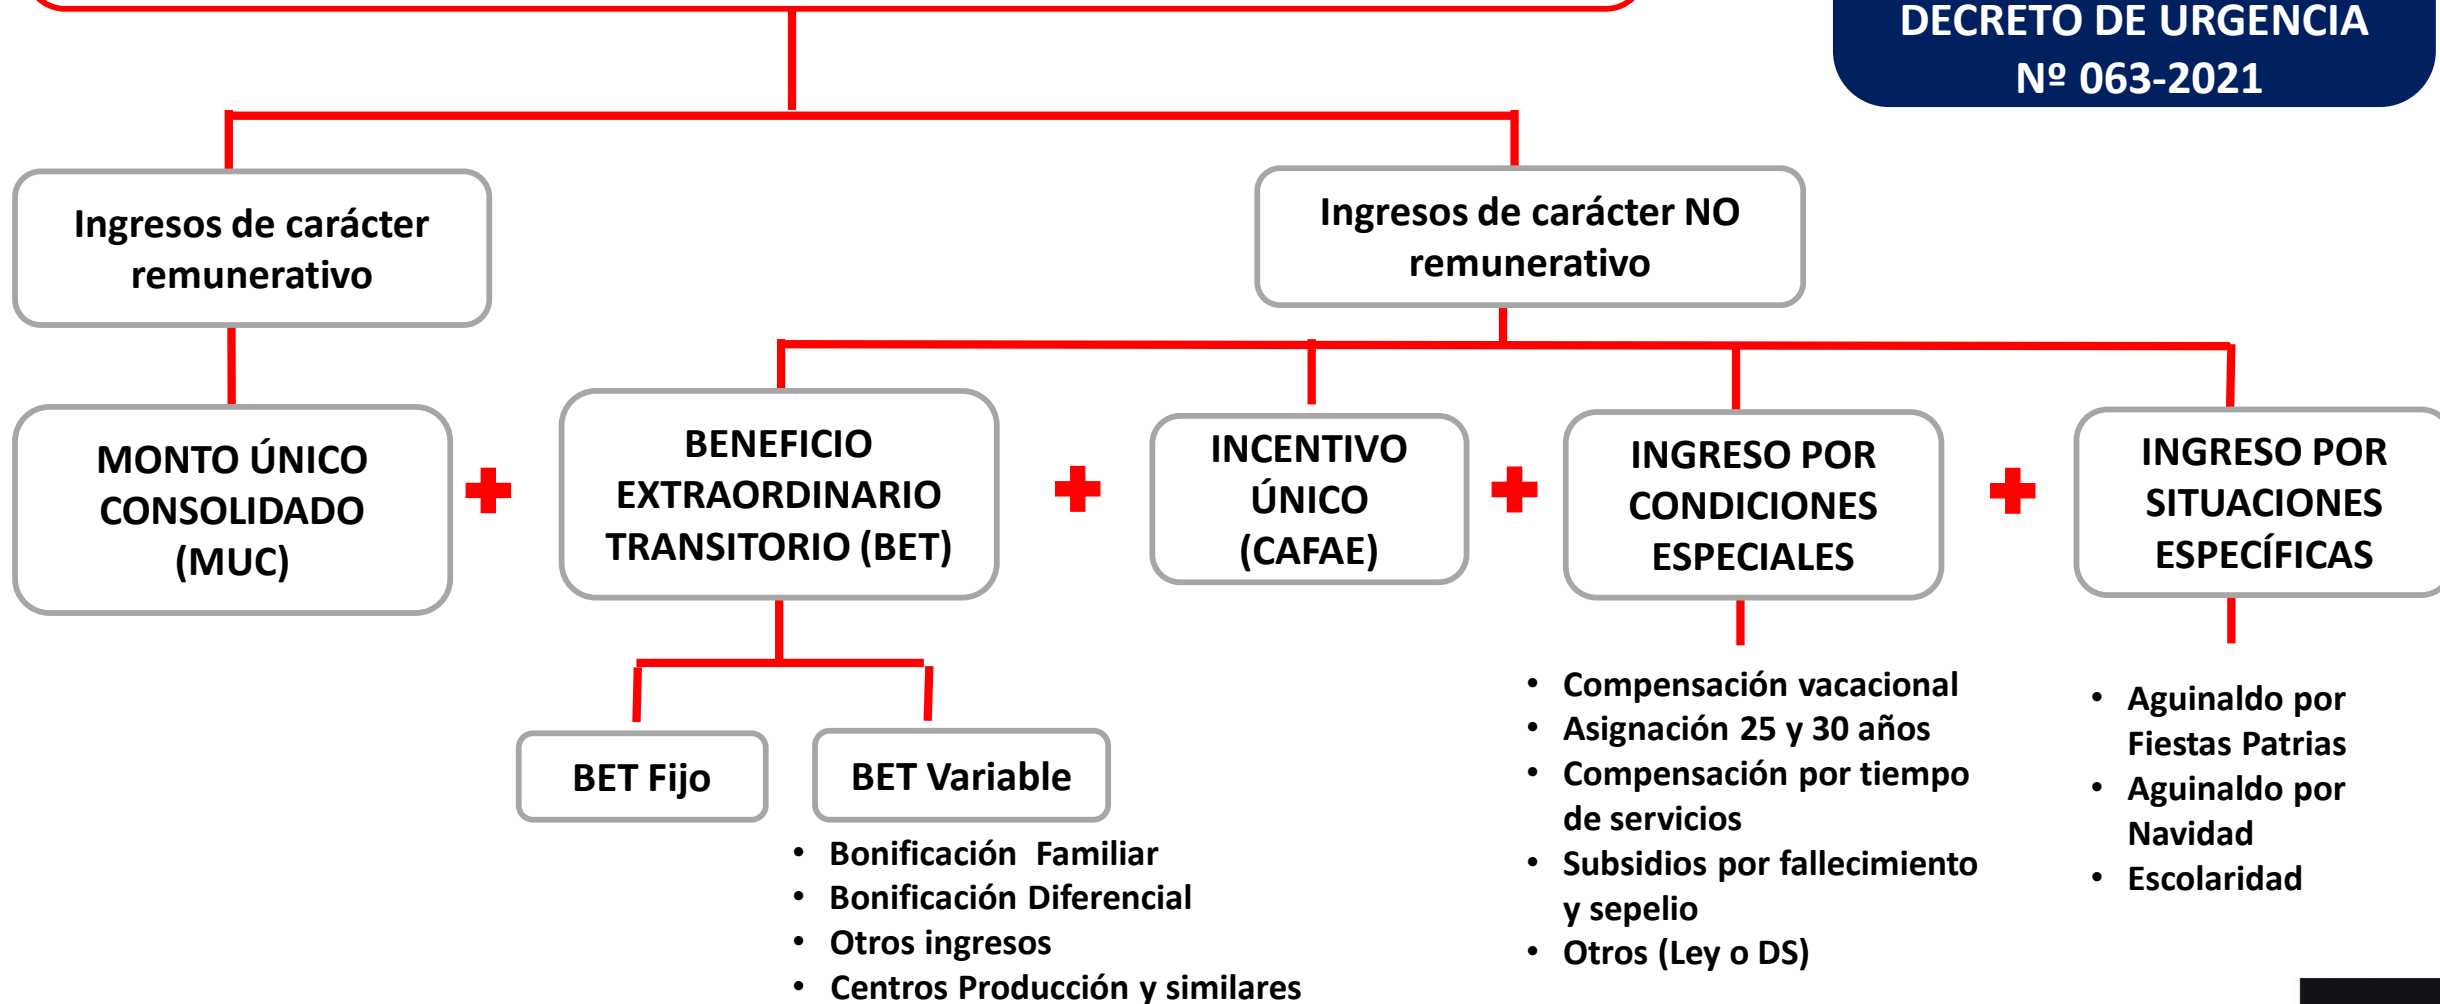 DECRETO DE URGENCIA
Nº 063-2021
Ingresos de carácter
remunerativo
Ingresos de carácter NO
remunerativo
MONTO ÚNICO
CONSOLIDADO
(MUC)
BENEFICIO
EXTRAORDINARIO
TRANSITORIO (BET)
INCENTIVO
ÚNICO
(CAFAE)
INGRESO POR
CONDICIONES
ESPECIALES
INGRESO POR
SITUACIONES
ESPECÍFICAS
BET Fijo
BET Variable
• Bonificación  Familiar
• Bonificación Diferencial
• Otros ingresos
• Centros Producción y similares
• Compensación vacacional
• Asignación 25 y 30 años
• Compensación por tiempo
de servicios
• Subsidios por fallecimiento
y sepelio
• Otros (Ley o DS)
• Aguinaldo por
Fiestas Patrias
• Aguinaldo por
Navidad
• Escolaridad